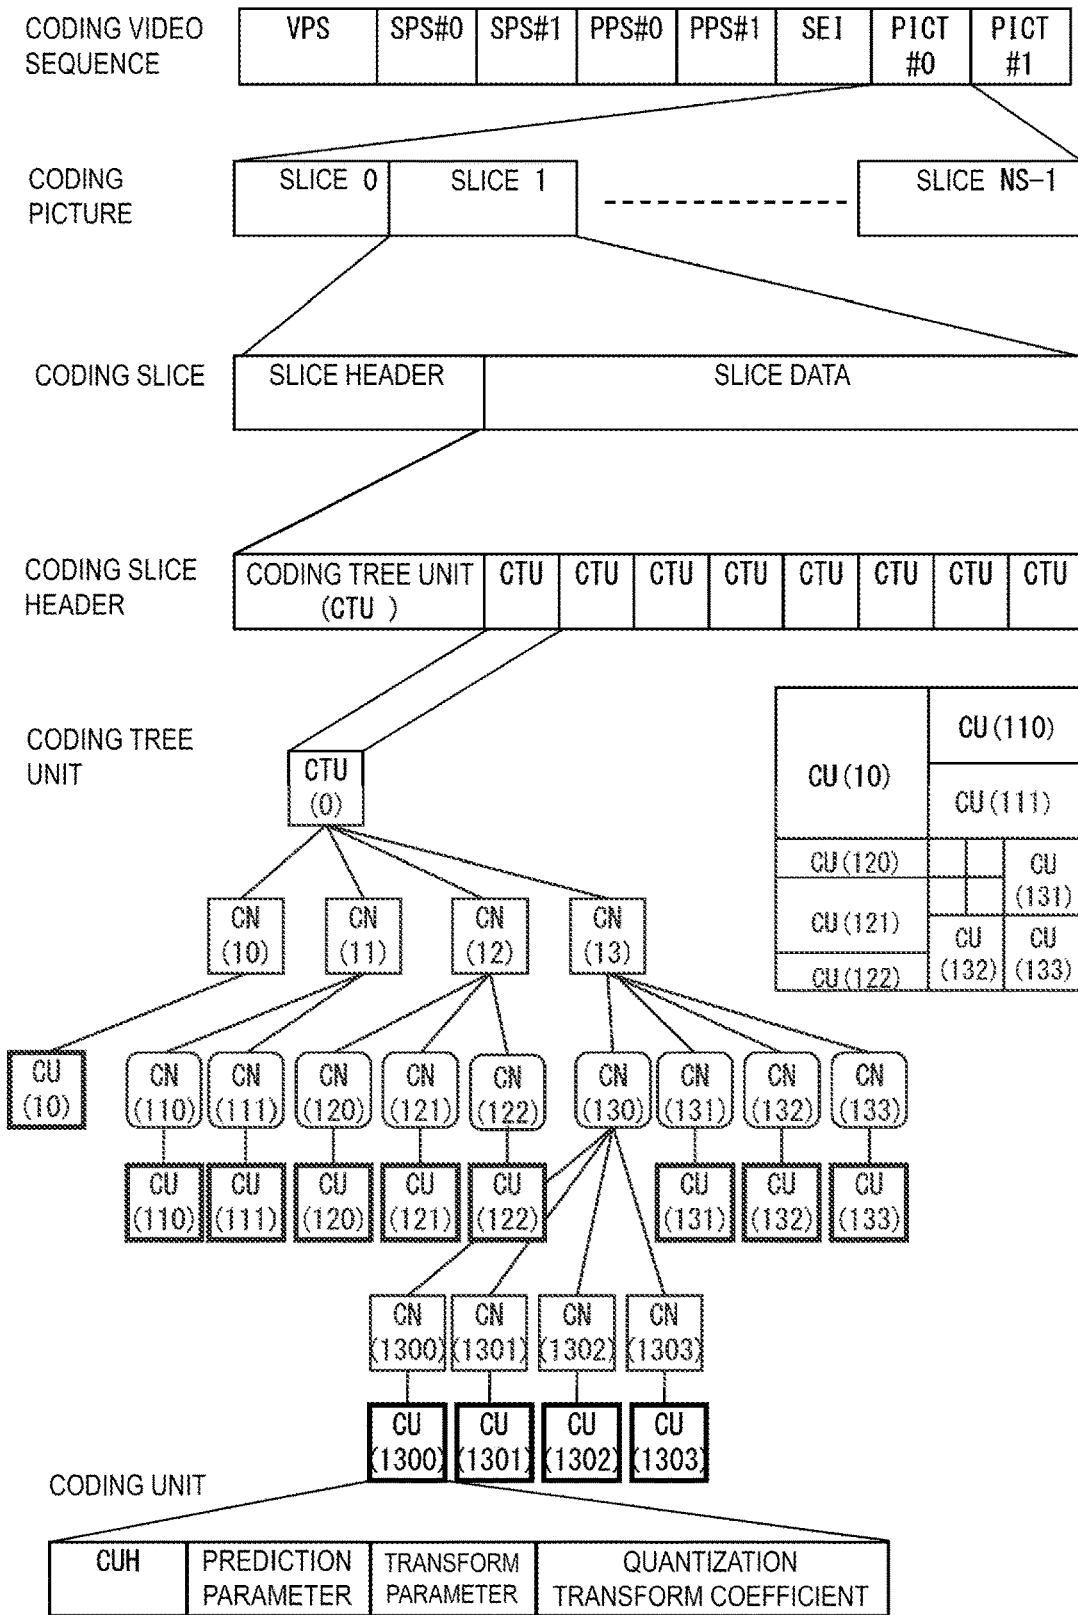 CODING VIDEO
SEQUENCE
VPS
SPS#0
SPS#1
PPS#0
PPS#1
SEI
PICT
#0
PICT
#1
CODING
PICTURE
SLICE 0
SLICE 1
SLICE NS-1
CODING SLICE
SLICE HEADER
SLICE DATA
CODING SLICE
HEADER
CODING TREE UNIT
(CTU )
CTU
CTU
CTU
CTU
CTU
CTU
CTU
CTU
CODING TREE
UNIT
CTU
(0)
CU(10)
CU(110)
CU(111)
CU(120)
CU(121)
CU(122)
CU
(131)
CU
(132)
CU
(133)
CN
(10)
CN
(11)
CN
(12)
CN
(13)
CU
(10)
CN
(110)
CN
(111)
CN
(120)
CN
(121)
CN
(122)
CN
(130)
CN
(131)
CN
(132)
CN
(133)
CU
(110)
CU
(111)
CU
(120)
CU
(121)
CU
(122)
CU
(131)
CU
(132)
CU
(133)
CN
(1300)
CN
(1301)
CN
(1302)
CN
(1303)
CU
(1300)
CU
(1301)
CU
(1302)
CU
(1303)
CODING UNIT
CUH
PREDICTION
PARAMETER
TRANSFORM
PARAMETER
QUANTIZATION
TRANSFORM COEFFICIENT